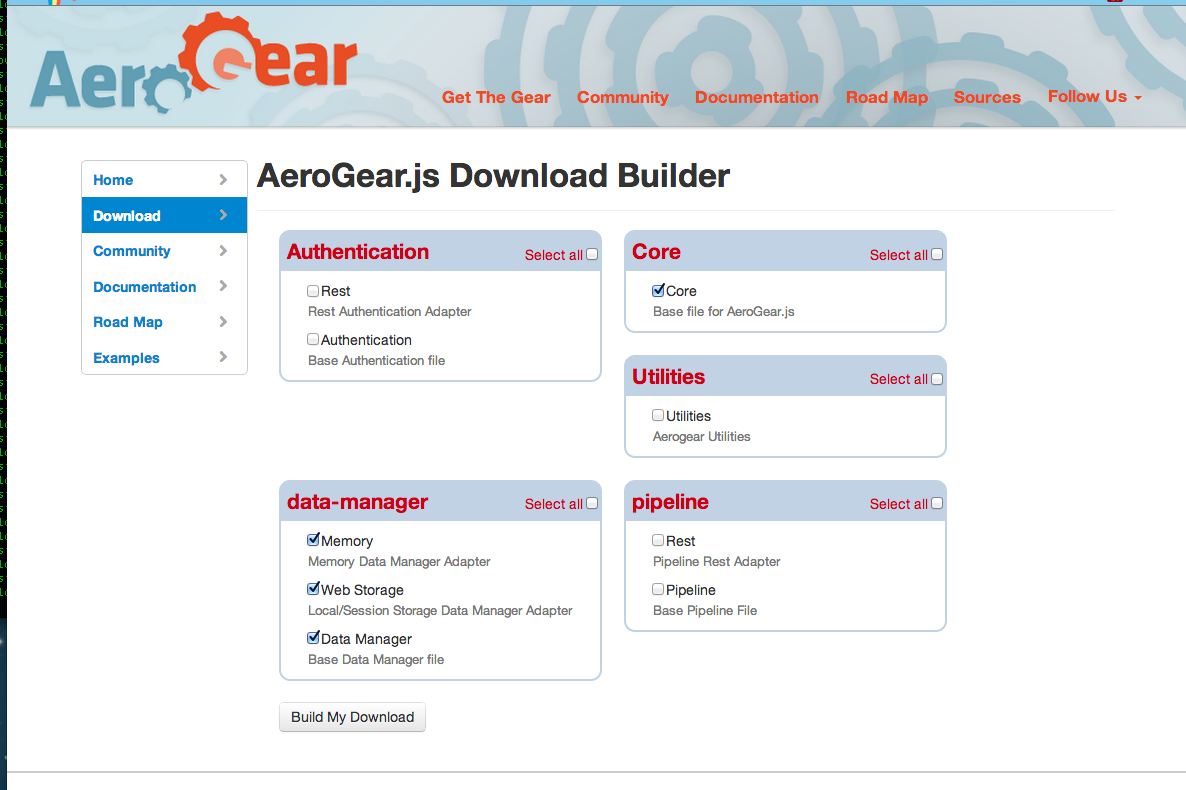 AeroGear
Get The Gear Community Documentation Road Map Sources Follow Us
Home
Download
Community
Documentation
Road Map
Examples
AeroGear.js Download Builder
Authentication Select all
Rest
Rest Authentication Adapter
Authentication
Base Authentication file
Core Select all
Core
Base file for AeroGear.js
Utilities Select all
Utilities
Aerogear Utilities
data-manager Select all
Memory
Memory Data Manager Adapter
Web Storage
Local/Session Storage Data Manager Adapter
Data Manager
Base Data Manager file
pipeline Select all
Rest
Pipeline Rest Adapter
Pipeline
Base Pipeline File
Build My Download